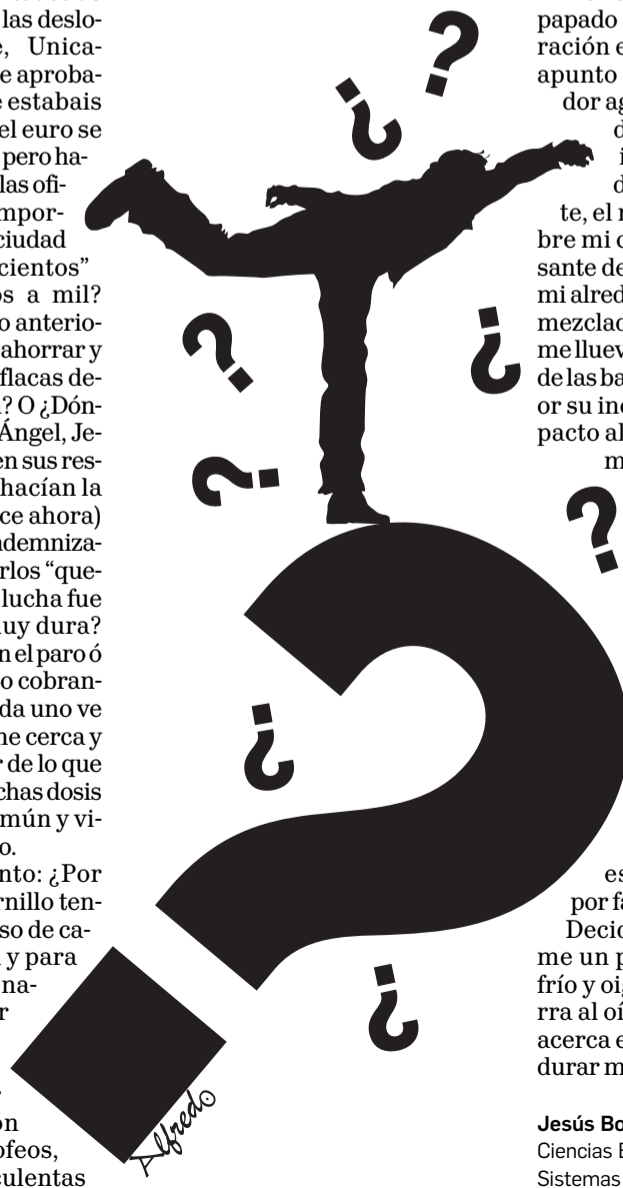 las deslo-
e, Unica-
e aproba-
e estabais
el euro se
pero ha-
las ofi-
mpor-
ciudad
cientos”
os a mil?
o anterio-
ahorrar y
flacas de-
a? O ¿Dón-
Ángel, Je-
en sus res-
hacían la
ce ahora)
ndemniza-
rlos “que-
lucha fue
uy dura?
n el paro ó
o cobran-
da uno ve
ne cerca y
r de lo que
chas dosis
mún y vi-
o.
nto: ¿Por
rnillo ten-
so de ca-
y para
na-
r
ón
ofeos,
culentas
Alfredo
papado
ración e
apunto
dor ag
d
i
d
te, el r
bre mi c
sante de
mi alred
mezclad
me lluev
de las ba
or su ind
pacto al
m
es
por fa
Decid
me un p
frío y oig
rra al oí
acerca e
durar m
Jesús Bo
Ciencias E
Sistemas